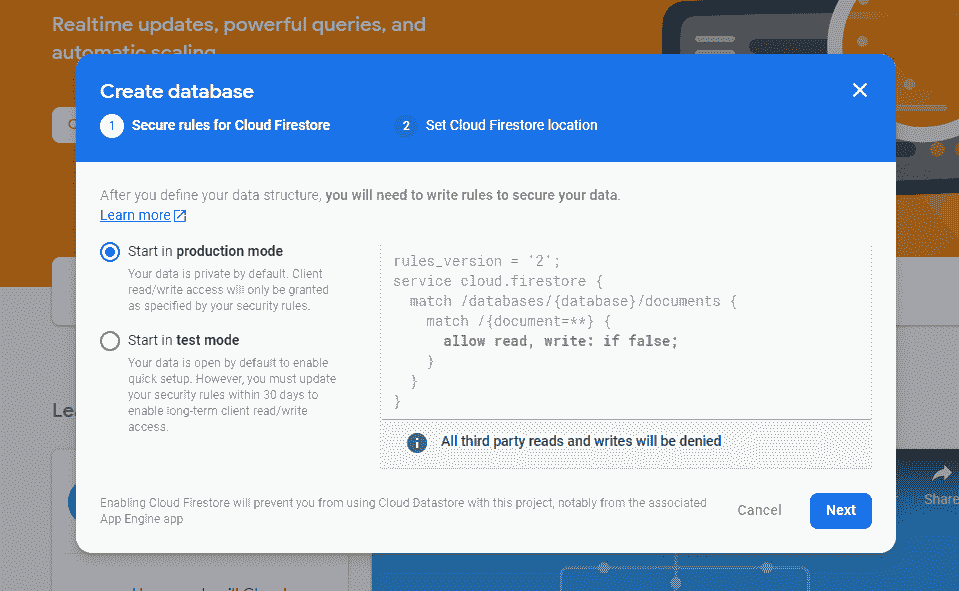 Realtime updates, powerful queries, and
automatic scaling
Create database
1 Secure rules for Cloud Firestore
2 Set Cloud Firestore location
After you define your data structure, you will need to write rules to secure your data.
Learn more
Start in production mode
Your data is private by default. Client
read/write access will only be granted
as specified by your security rules.
Start in test mode
Your data is open by default to enable
quick setup. However, you must update
your security rules within 30 days to
enable long-term client read/write
access.
rules_version = '2';
service cloud.firestore {
match /databases/{database}/documents {
match /{document=**} {
allow read, write: if false;
}
}
}
All third party reads and writes will be denied
Enabling Cloud Firestore will prevent you from using Cloud Datastore with this project, notably from the associated
App Engine app
Cancel
Next
Share